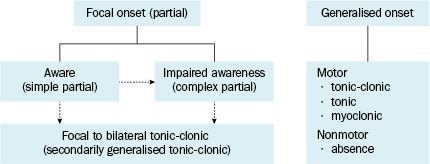 Focal onset (partial)
Aware
(simple partial)
Impaired awareness
(complex partial)
Focal to bilateral tonic-clonic
(secondarily generalised tonic-clonic)
Generalised onset
Motor
· tonic-clonic
· tonic
· myoclonic
Nonmotor
· absence